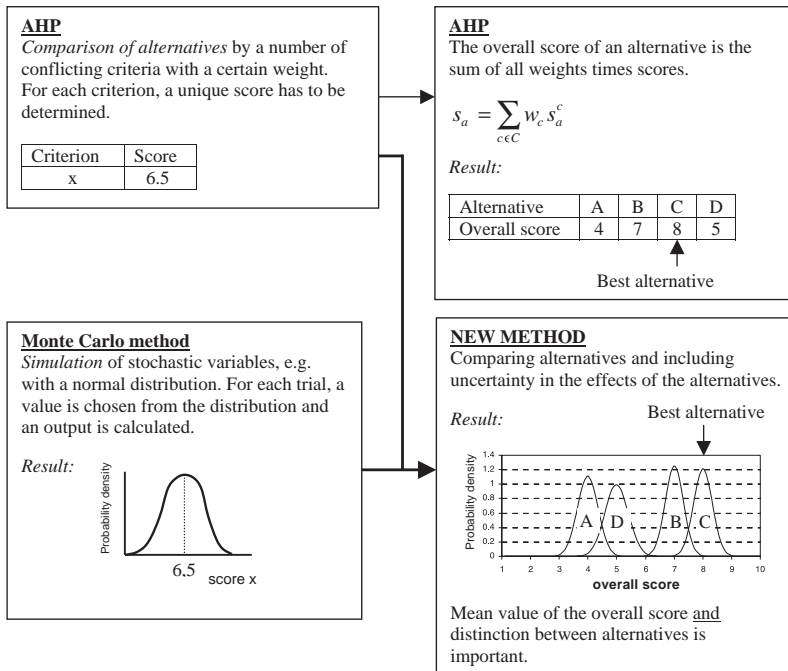 AHP
Comparison of alternatives by a number of
conflicting criteria with a certain weight.
For each criterion, a unique score has to be
determined.
Criterion Score
x 6.5
AHP
The overall score of an alternative is the
sum of all weights times scores.
s_a = ∑ w_c s_a^c
c ϵ C
Result:
Alternative A B C D
Overall score 4 7 8 5
Best alternative
Monte Carlo method
Simulation of stochastic variables, e.g.
with a normal distribution. For each trial, a
value is chosen from the distribution and
an output is calculated.
Result:
Probability density
6,5
score x
NEW METHOD
Comparing alternatives and including
uncertainty in the effects of the alternatives.
Result:
Best alternative
Probability density
1.4
1.2
1
0.8
0.6
0.4
0.2
0
A D B C
1 2 3 4 5 6 7 8 9 10
overall score
Mean value of the overall score and
distinction between alternatives is
important.